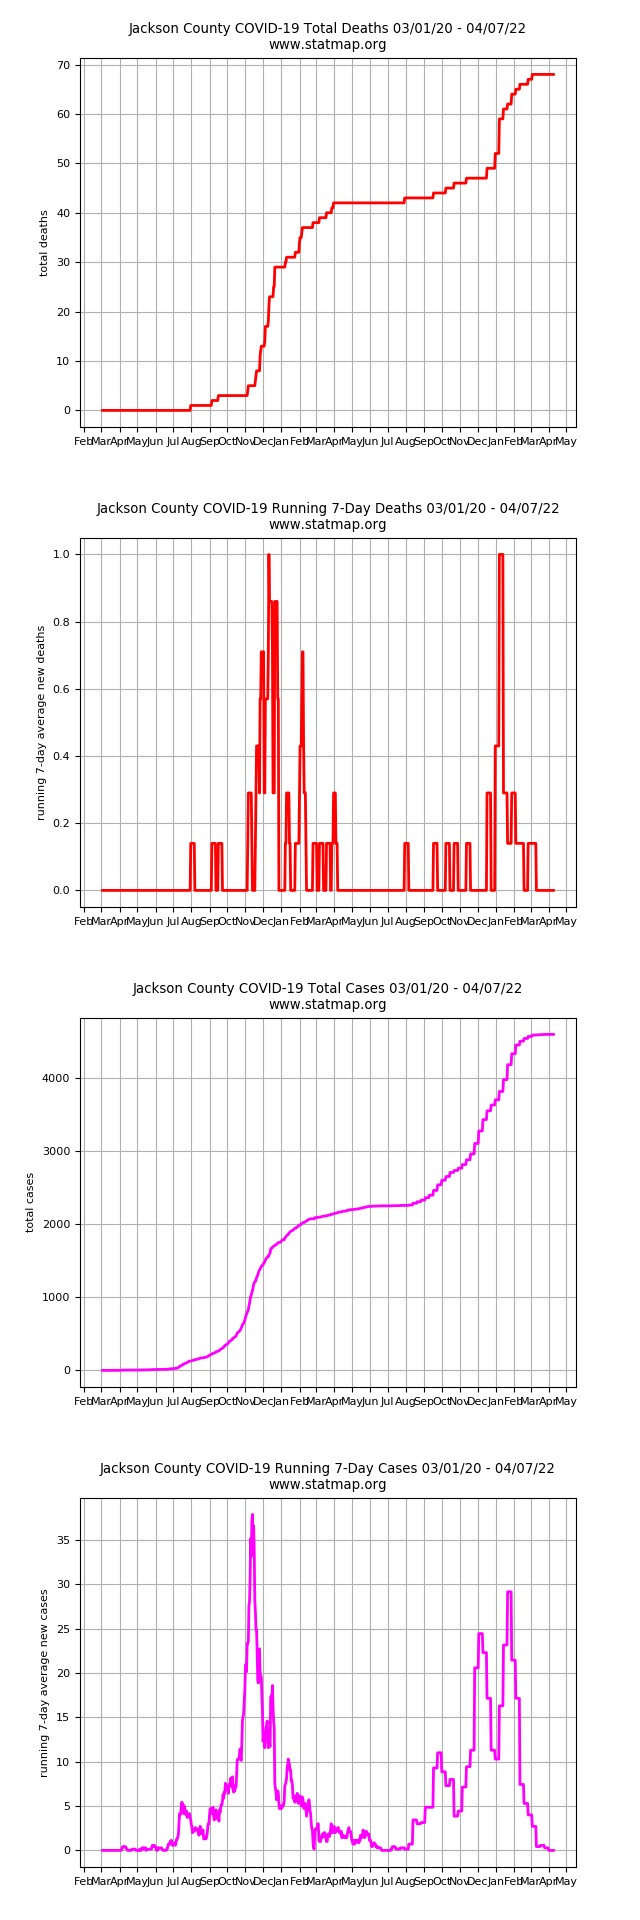 Jackson County COVID-19 Total Deaths 03/01/20 - 04/07/22
www.statmap.org
70
60
50
40
30
20
10
0
total deaths
Feb Mar Apr May Jun Jul Aug Sep Oct Nov Dec Jan Feb Mar Apr May Jun Jul Aug Sep Oct Nov Dec Jan Feb Mar Apr May
Jackson County COVID-19 Running 7-Day Deaths 03/01/20 - 04/07/22
www.statmap.org
1.0
0.8
0.6
0.4
0.2
0.0
running 7-day average new deaths
Feb Mar Apr May Jun Jul Aug Sep Oct Nov Dec Jan Feb Mar Apr May Jun Jul Aug Sep Oct Nov Dec Jan Feb Mar Apr May
Jackson County COVID-19 Total Cases 03/01/20 - 04/07/22
www.statmap.org
4000
3000
2000
1000
0
total cases
Feb Mar Apr May Jun Jul Aug Sep Oct Nov Dec Jan Feb Mar Apr May Jun Jul Aug Sep Oct Nov Dec Jan Feb Mar Apr May
Jackson County COVID-19 Running 7-Day Cases 03/01/20 - 04/07/22
www.statmap.org
35
30
25
20
15
10
5
0
running 7-day average new cases
Feb Mar Apr May Jun Jul Aug Sep Oct Nov Dec Jan Feb Mar Apr May Jun Jul Aug Sep Oct Nov Dec Jan Feb Mar Apr May